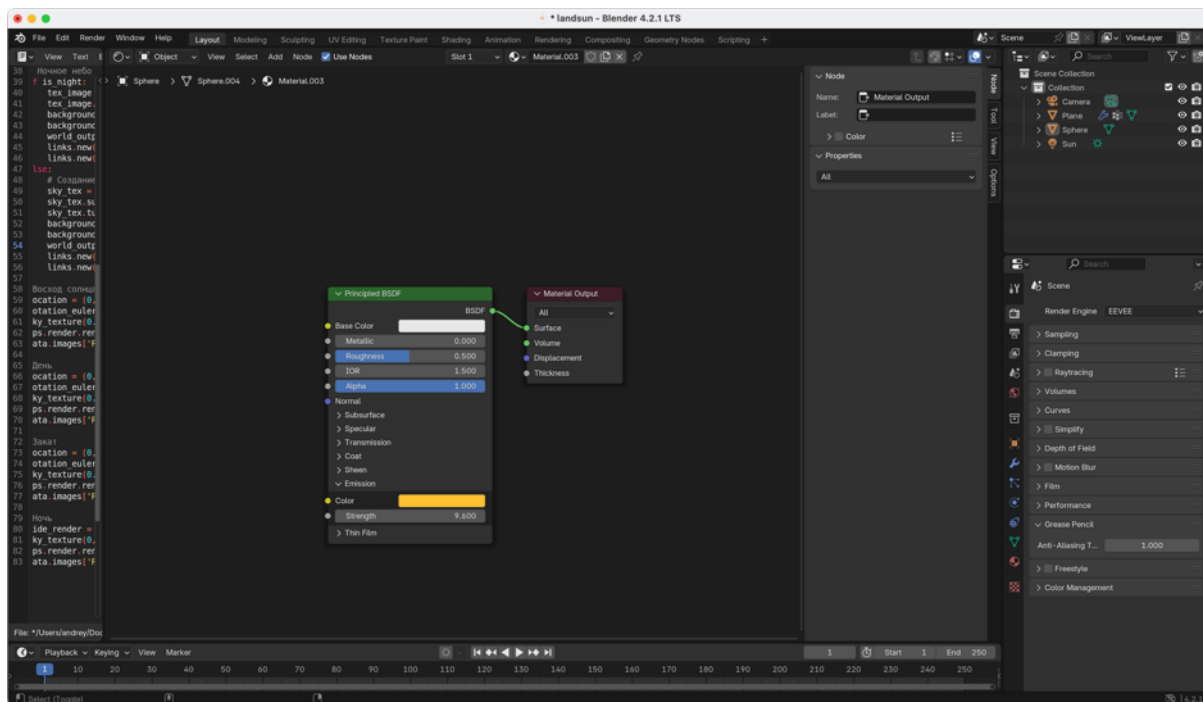 * landsun - Blender 4.2.1 LTS
File Edit Render Window Help Layout Modeling Sculpting UV Editing Texture Paint Shading Animation Rendering Compositing Geometry Nodes Scripting + Scene ViewLayer
View Text Object View Select Add Node Use Nodes Slot 1 Material.003 Search
Sphere > Sphere.004 > Material.003
38 Ночное небо
39 f is_night:
40 tex_image
41 tex_image.
42 background
43 background
44 world_outp
45 links.new(
46 links.new(
47 lse:
48 # Создание
49 sky_tex =
50 sky_tex.su
51 sky_tex.tu
52 background
53 background
54 world_outp
55 links.new(
56 links.new(
57
58 Восход солнца
59 ocation = (0,
60 otation_euler
61 ky_texture(0.
62 ps.render.rer
63 ata.images['F
64
65 День
66 ocation = (0,
67 otation_euler
68 ky_texture(0.
69 ps.render.rer
70 ata.images['F
71
72 Закат
73 ocation = (0,
74 otation_euler
75 ky_texture(0.
76 ps.render.rer
77 ata.images['F
78
79 Ночь
80 ide_render =
81 ky_texture(0,
82 ps.render.rer
83 ata.images['F
File: */Users/andrey/Doc
Principled BSDF
BSDF
Base Color
Metallic 0.000
Roughness 0.500
IOR 1.500
Alpha 1.000
Normal
Subsurface
Specular
Transmission
Coat
Sheen
Emission
Color
Strength 9.600
Thin Film
Material Output
All
Surface
Volume
Displacement
Thickness
Node
Name: Material Output
Label:
Color
Properties
All
Node
Tool
View
Options
Scene Collection
Collection
Camera
Plane
Sphere
Sun
Search
Scene
Render Engine EEVEE
Sampling
Clamping
Raytracing
Volumes
Curves
Simplify
Depth of Field
Motion Blur
Film
Performance
Grease Pencil
Anti-Aliasing T... 1.000
Freestyle
Color Management
Playback Keying View Marker 1 Start 1 End 250
1 10 20 30 40 50 60 70 80 90 100 110 120 130 140 150 160 170 180 190 200 210 220 230 240 250
Select (Toggle) 4.2.1